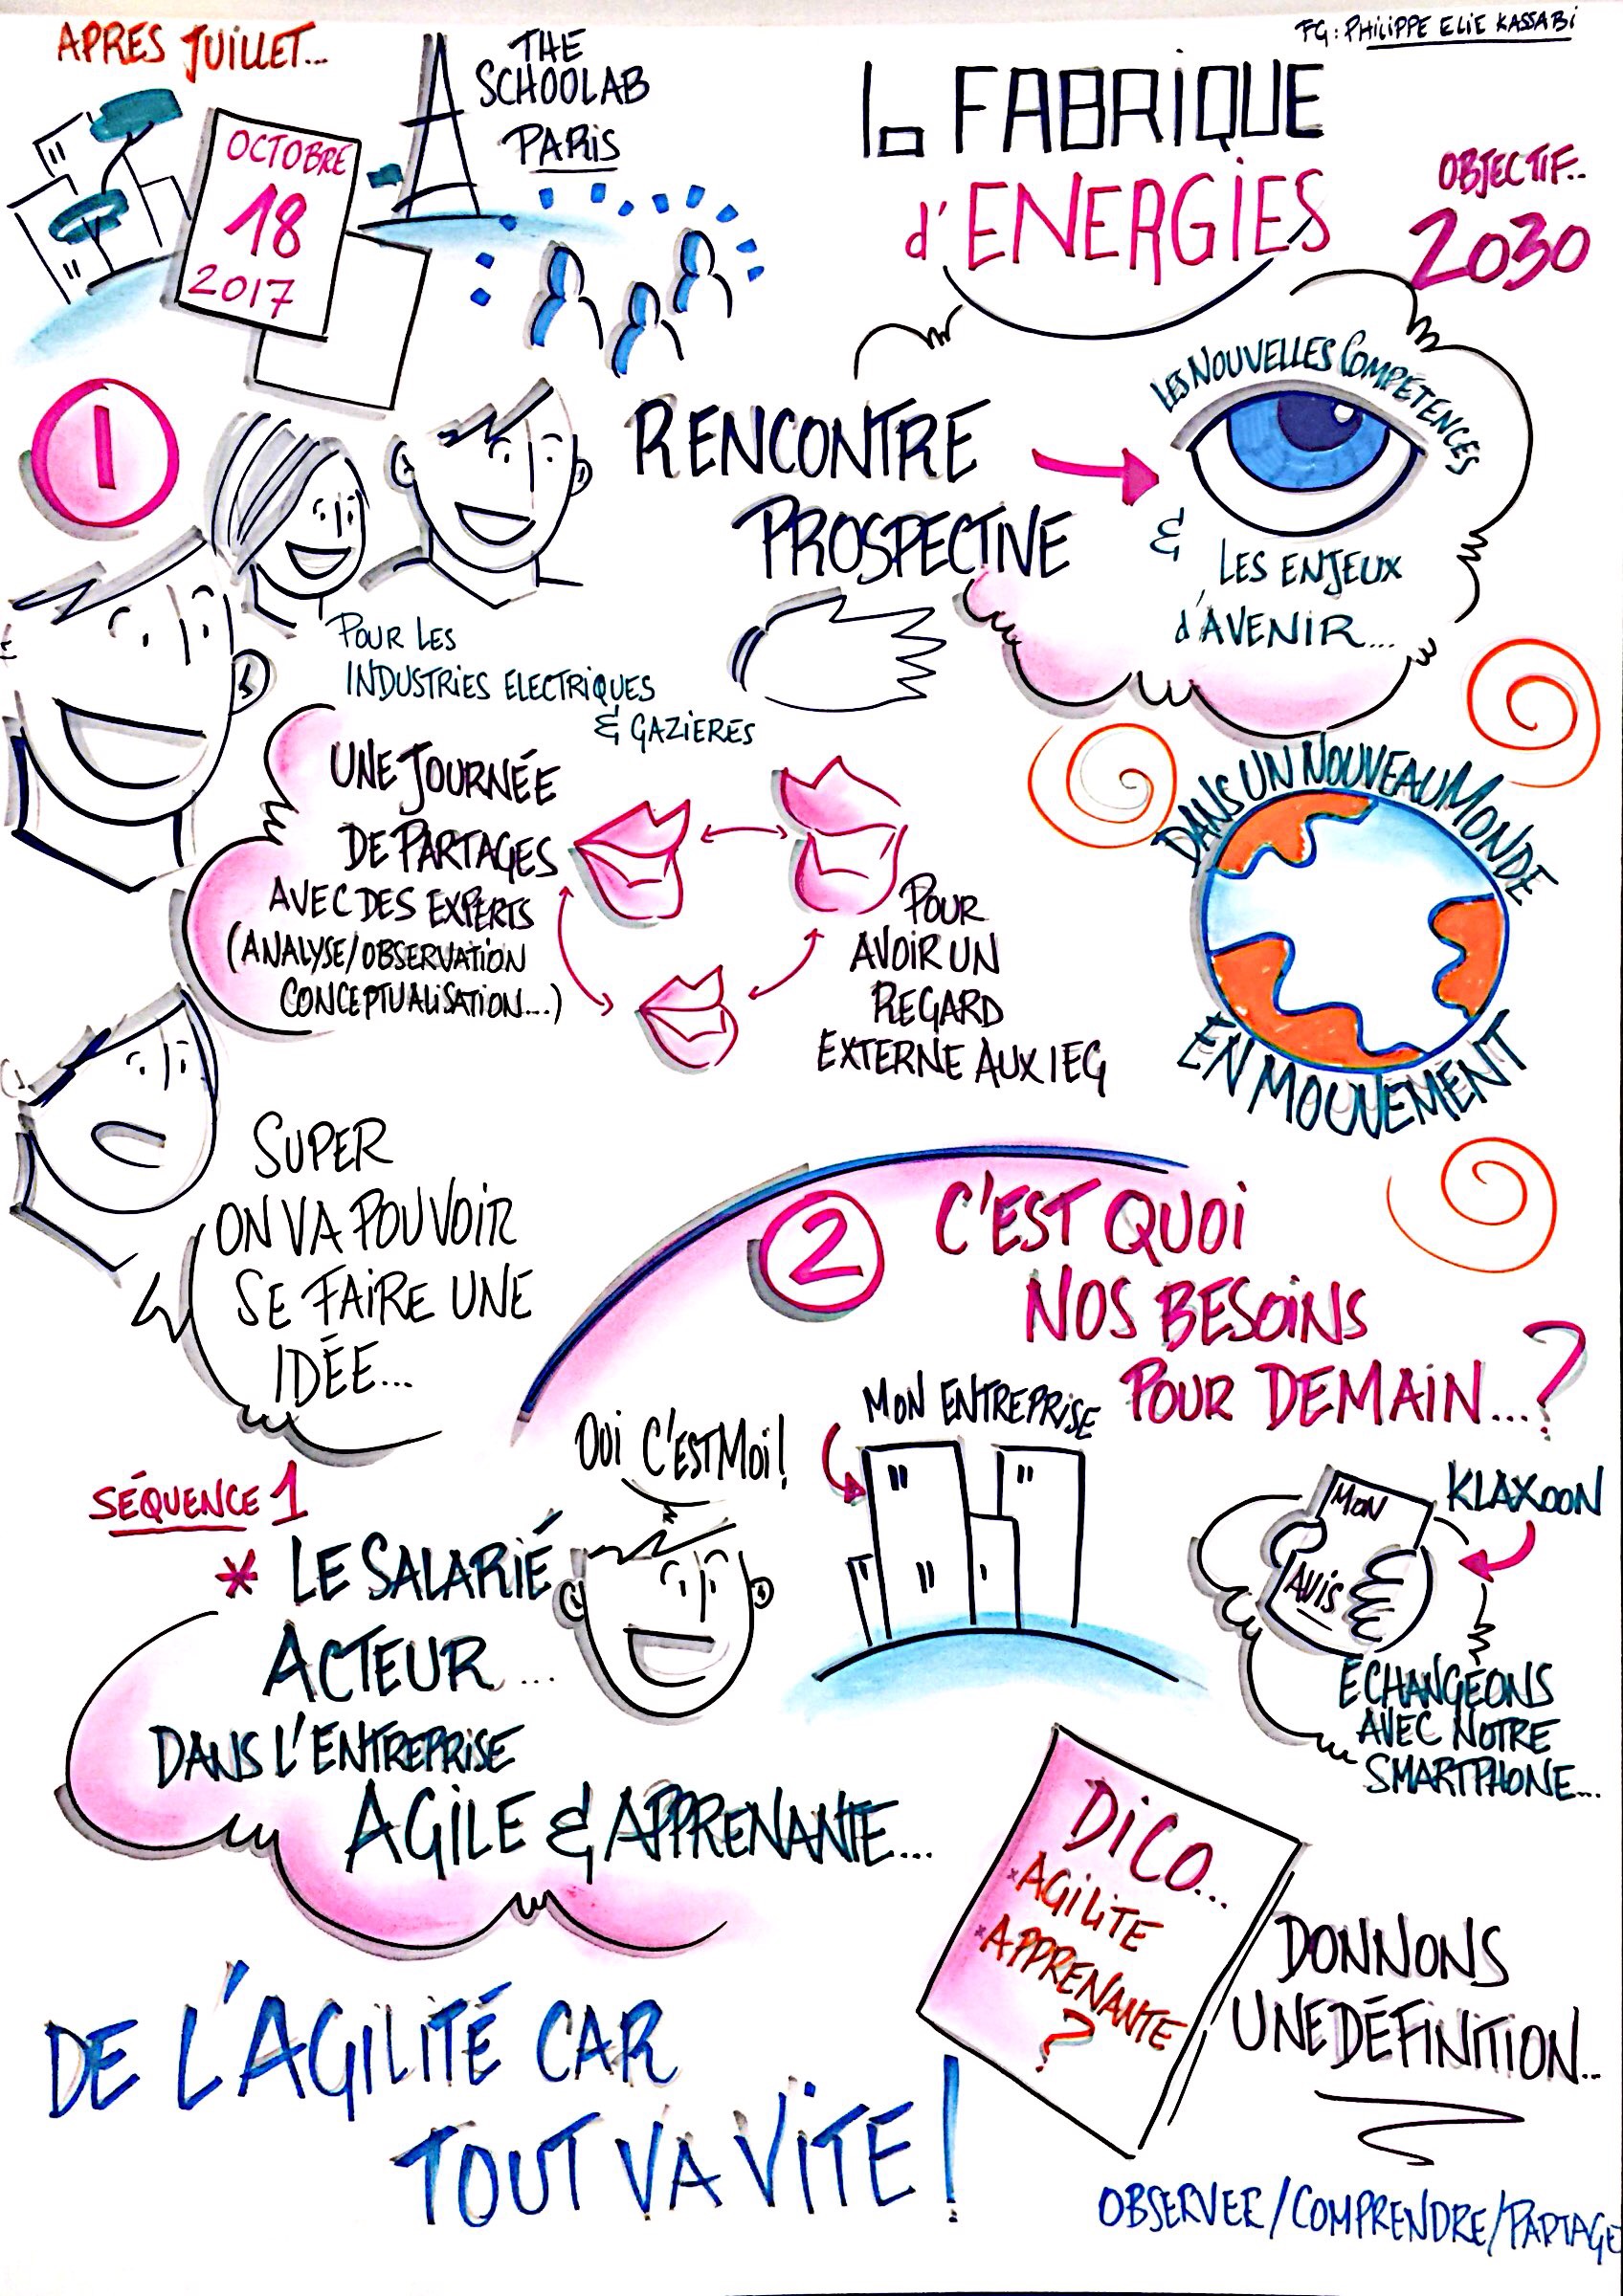 APRES JUILLET...
THE
SCHOOLAB
PARIS
FG: PHILIPPE ELIE KASSABI
OCTOBRE
18
2017
la FABRIQUE
d'ENERGIES
OBJECTIF..
2030
1
RENCONTRE
PROSPECTIVE
LES NOUVELLES COMPÉTENCES
&
LES ENJEUX
d'AVENIR...
POUR LES
INDUSTRIES ELECTRIQUES
& GAZIERES
UNE JOURNÉE
DE PARTAGES
AVEC DES EXPERTS
(ANALYSE/OBSERVATION
CONCEPTUALISATION...)
POUR
AVOIR UN
REGARD
EXTERNE AUX IEG
DANS UN NOUVEAU MONDE
EN MOUVEMENT
SUPER
ON VA POUVOIR
SE FAIRE UNE
IDÉE...
2
C'EST QUOI
NOS BESOINS
POUR DEMAIN...?
MON ENTREPRISE
OUI C'EST MOI!
SÉQUENCE 1
* LE SALARIÉ
ACTEUR...
DANS L'ENTREPRISE
AGILE & APPRENANTE...
MON
AVIS
KLAXOON
ECHANGEONS
AVEC NOTRE
SMARTPHONE...
DICO...
*AGILITE
*APPRENANTE
?
DONNONS
UNE DÉFINITION...
DE L'AGILITÉ CAR
TOUT VA VITE!
OBSERVER/COMPRENDRE/PARTAGE